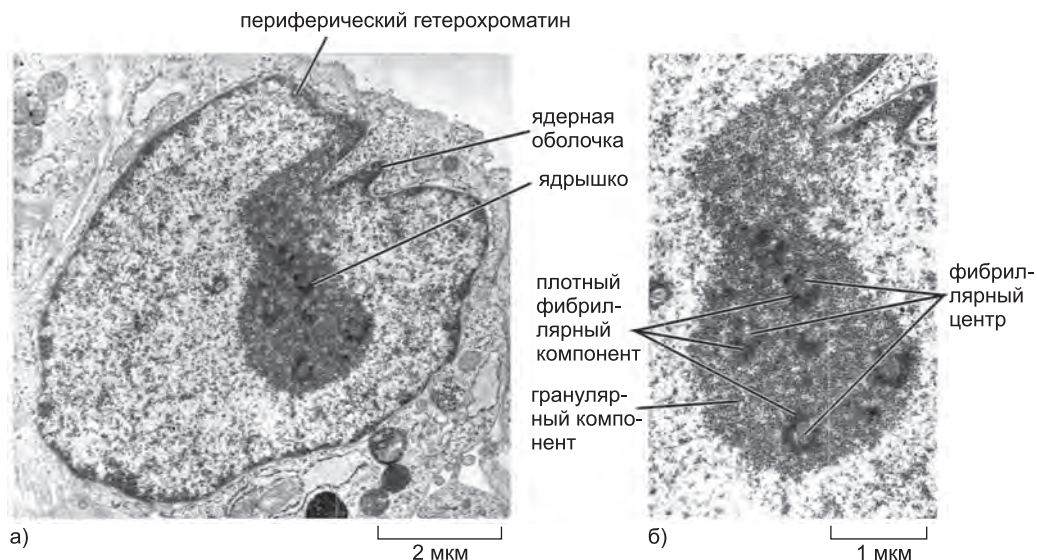 периферический гетерохроматин
ядерная
оболочка
ядрышко
плотный
фибрил-
лярный
компонент
грануляр-
ный компо-
нент
фибрил-
лярный
центр
а)
2 мкм
б)
1 мкм